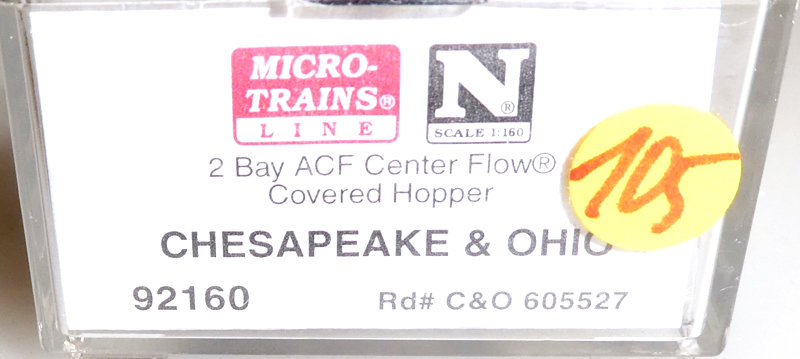 MICRO-
TRAINS®
LINE
N®
SCALE 1:160
2 Bay ACF Center Flow®
Covered Hopper
105
CHESAPEAKE & OHIO
92160 Rd# C&O 605527